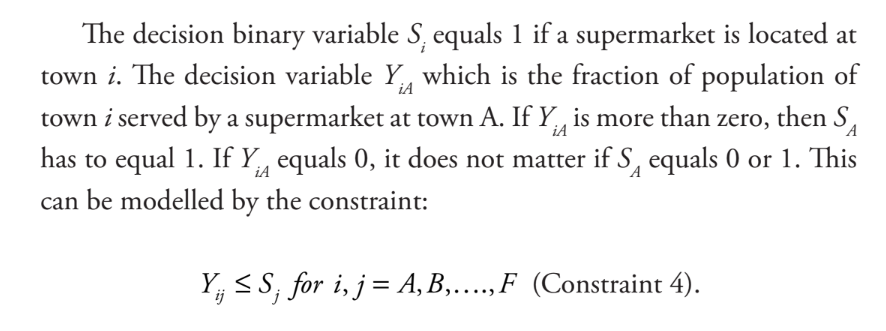 The decision binary variable S_i equals 1 if a supermarket is located at
town i. The decision variable Y_iA which is the fraction of population of
town i served by a supermarket at town A. If Y_iA is more than zero, then S_A
has to equal 1. If Y_iA equals 0, it does not matter if S_A equals 0 or 1. This
can be modelled by the constraint:
Y_ij ≤ S_j for i, j = A, B,...., F (Constraint 4).